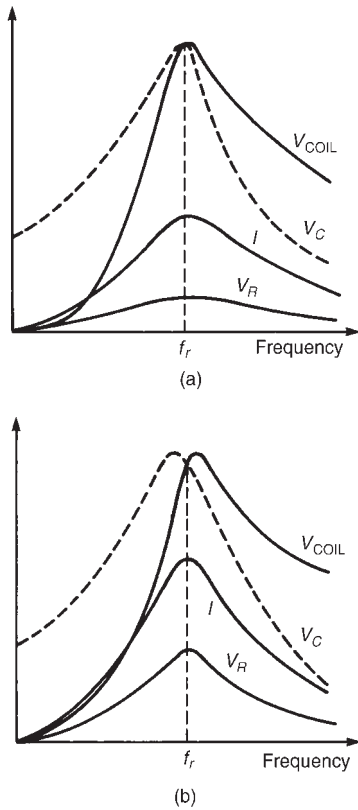 V_COIL
V_C
I
V_R
f_r Frequency
(a)
V_COIL
I
V_C
V_R
f_r
Frequency
(b)